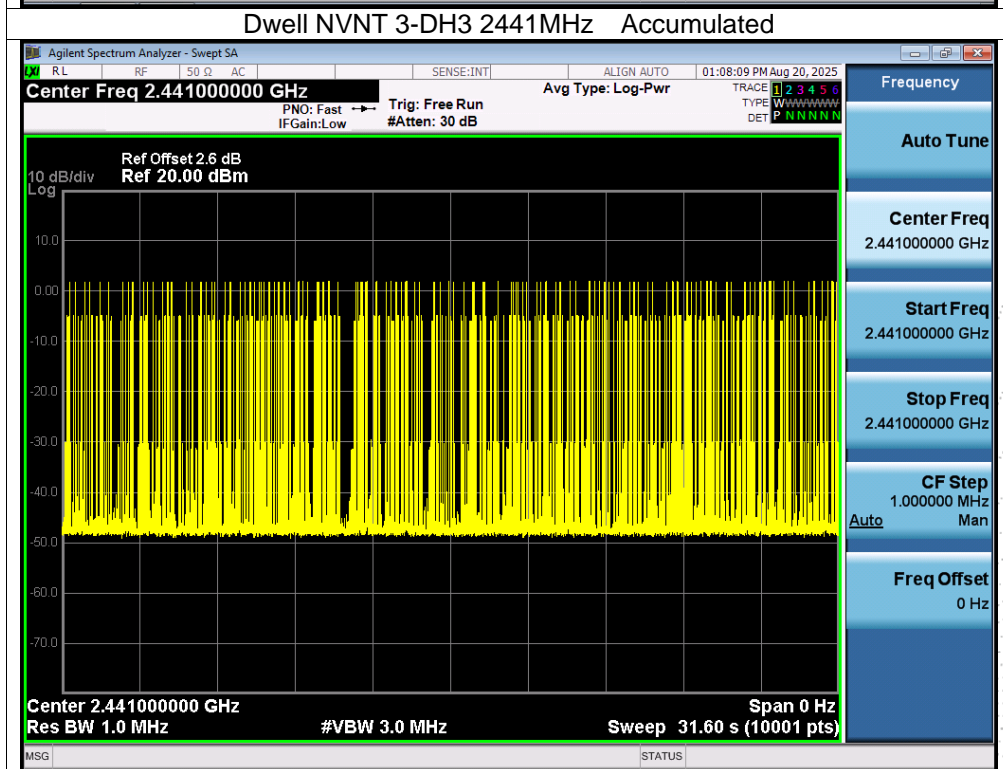 Dwell NVNT 3-DH3 2441MHz Accumulated
Agilent Spectrum Analyzer - Swept SA
LXI RL RF 50 Ω AC SENSE:INT ALIGN AUTO 01:08:09 PM Aug 20, 2025
Center Freq 2.441000000 GHz
PNO: Fast
IFGain:Low
Trig: Free Run
#Atten: 30 dB
Avg Type: Log-Pwr
TRACE 1 2 3 4 5 6
TYPE WWWWWW
DET P N N N N N
Ref Offset 2.6 dB
10 dB/div Ref 20.00 dBm
Log
10.0
0.00
-10.0
-20.0
-30.0
-40.0
-50.0
-60.0
-70.0
Center 2.441000000 GHz Span 0 Hz
Res BW 1.0 MHz #VBW 3.0 MHz Sweep 31.60 s (10001 pts)
MSG STATUS
Frequency
Auto Tune
Center Freq
2.441000000 GHz
Start Freq
2.441000000 GHz
Stop Freq
2.441000000 GHz
CF Step
1.000000 MHz
Auto Man
Freq Offset
0 Hz